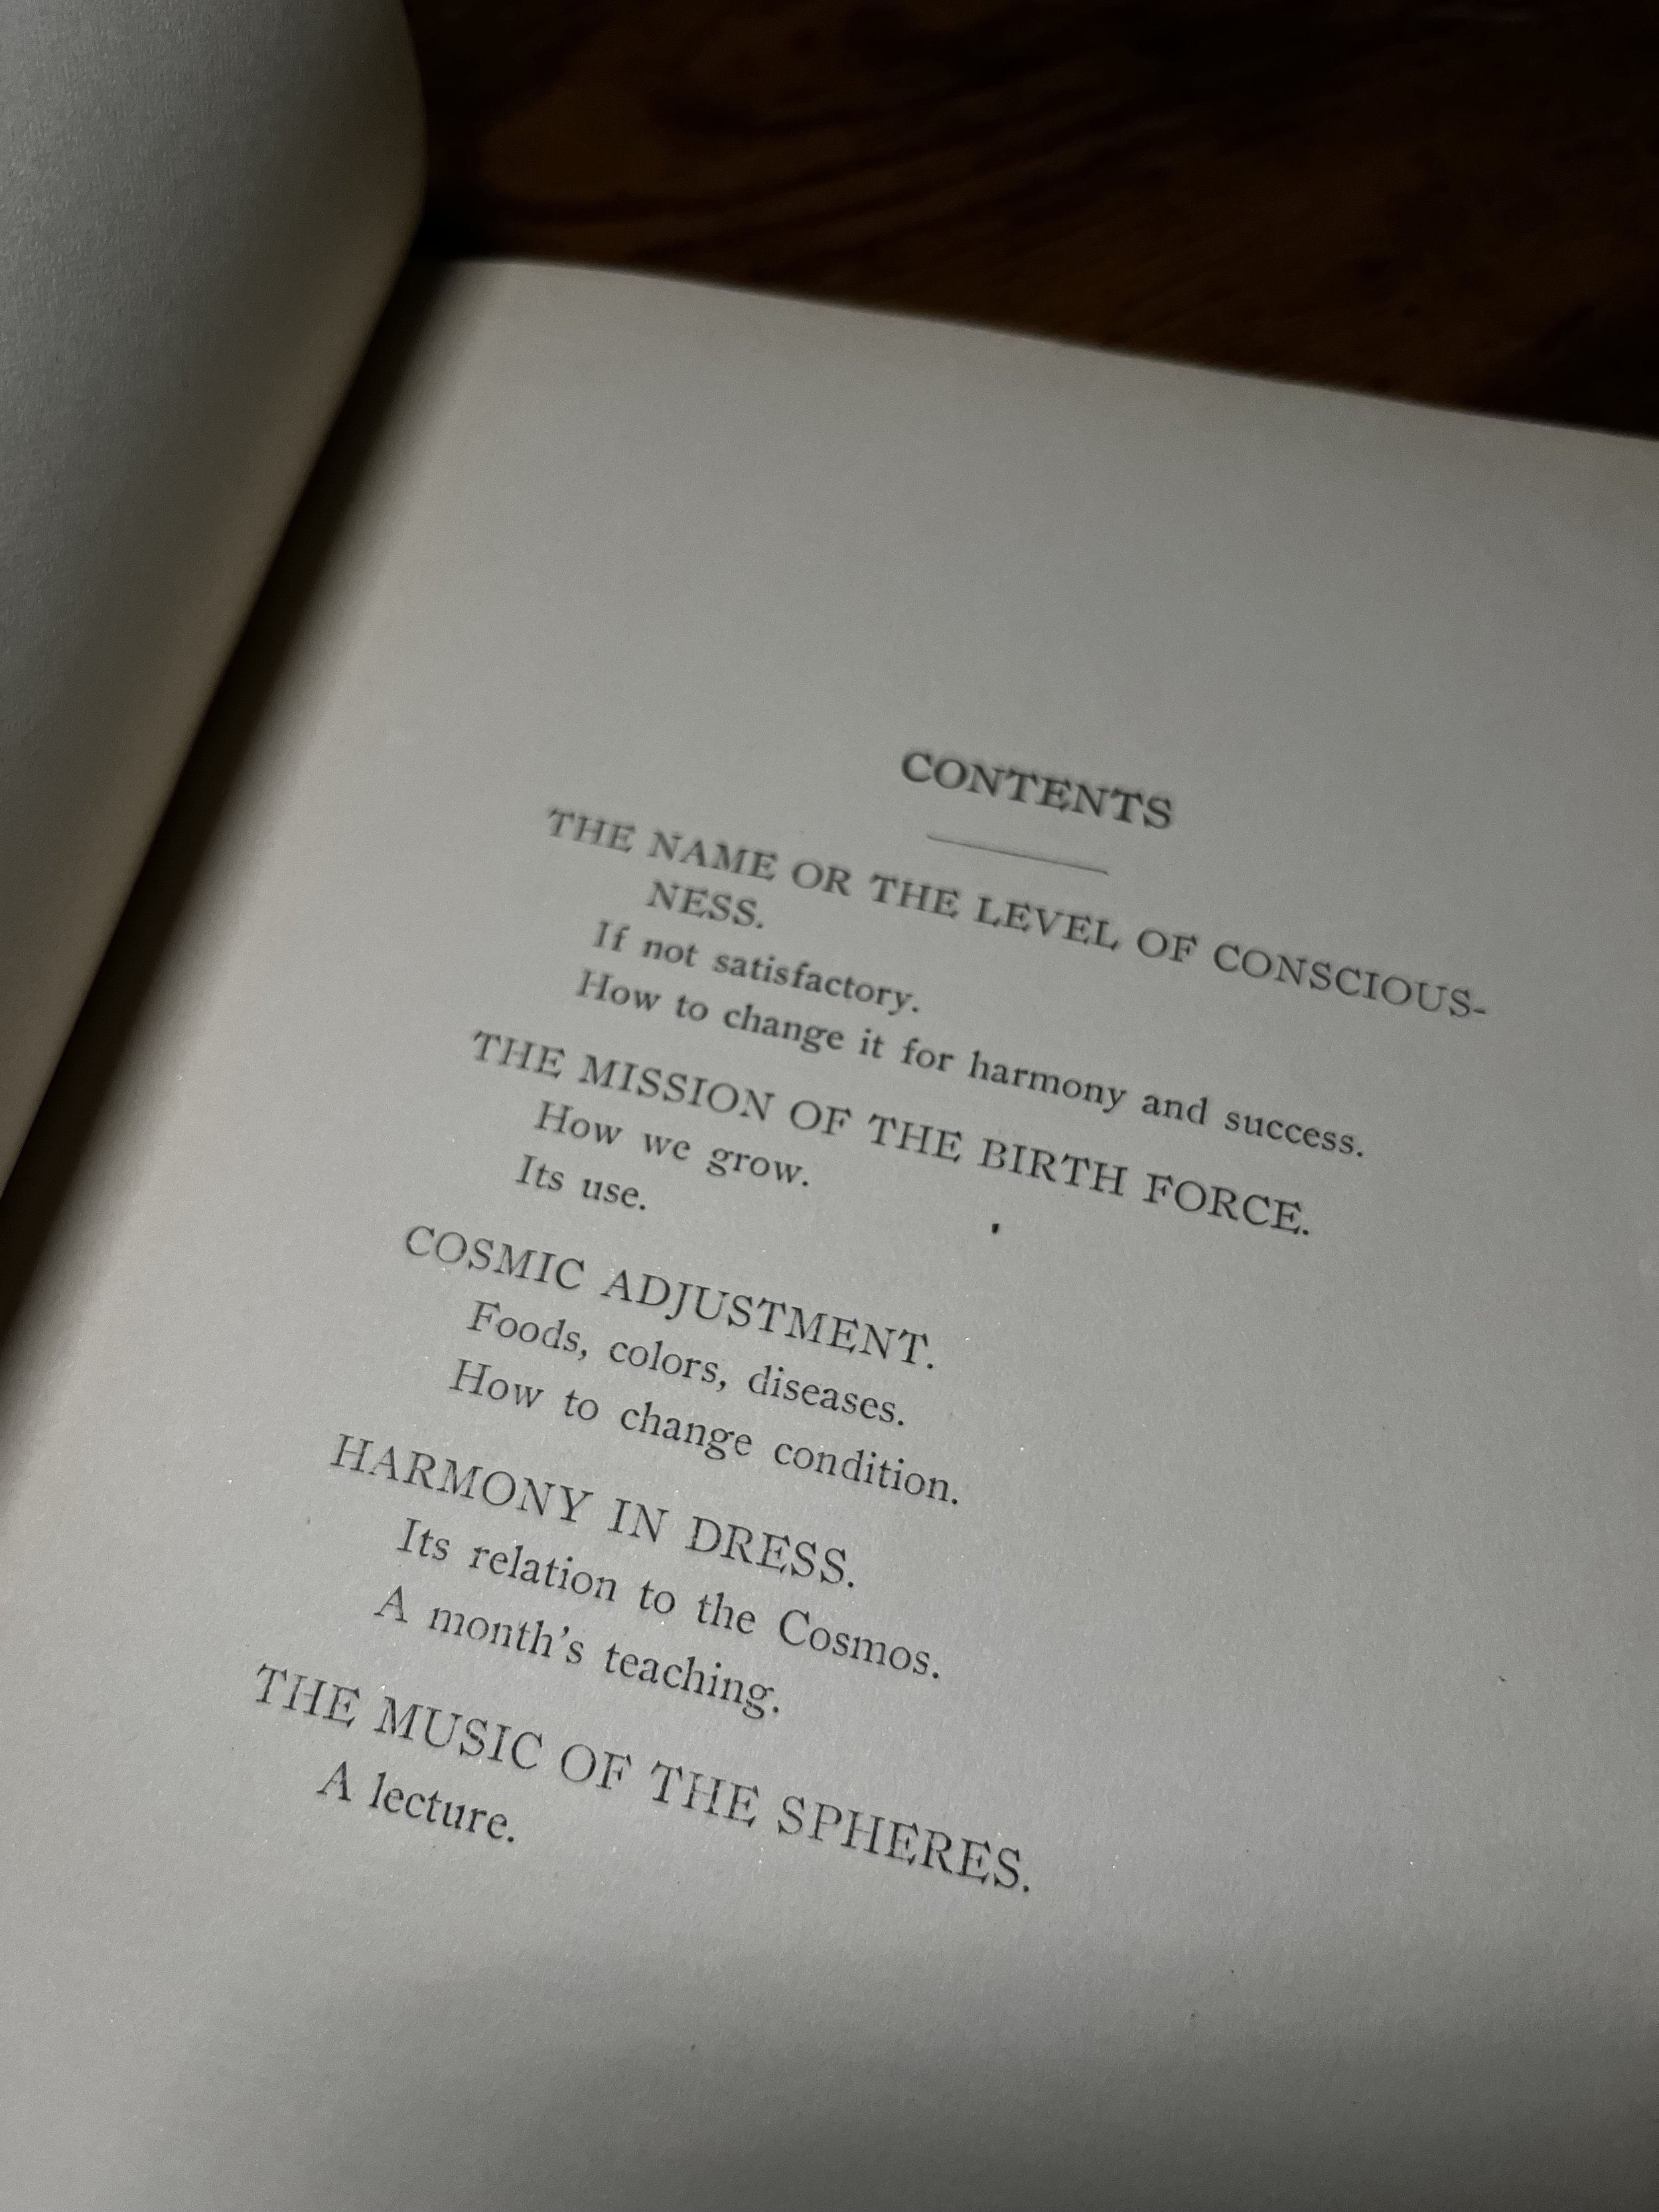 CONTENTS
THE NAME OR THE LEVEL OF CONSCIOUS-
NESS.
If not satisfactory.
How to change it for harmony and success.
THE MISSION OF THE BIRTH FORCE.
How we grow.
Its use.
COSMIC ADJUSTMENT.
Foods, colors, diseases.
How to change condition.
HARMONY IN DRESS.
Its relation to the Cosmos.
A month's teaching.
THE MUSIC OF THE SPHERES.
A lecture.